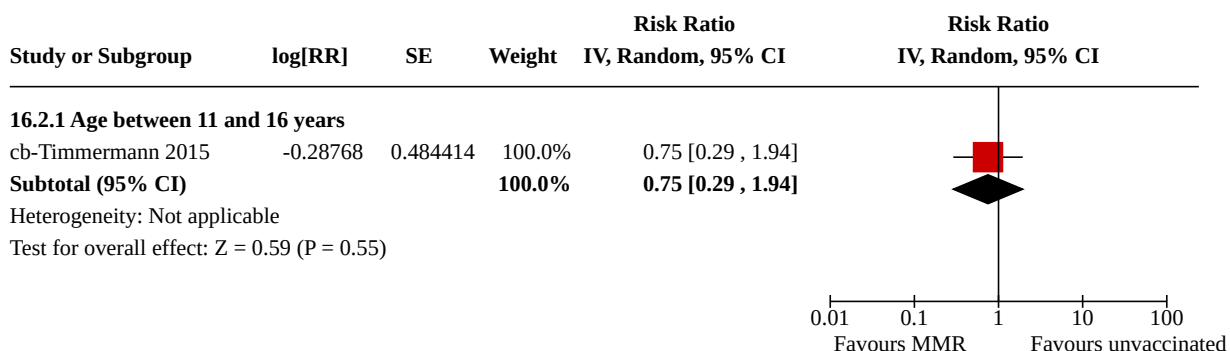 Risk Ratio Risk Ratio
Study or Subgroup log[RR] SE Weight IV, Random, 95% CI IV, Random, 95% CI
16.2.1 Age between 11 and 16 years
cb-Timmermann 2015 -0.28768 0.484414 100.0% 0.75 [0.29 , 1.94]
Subtotal (95% CI) 100.0% 0.75 [0.29 , 1.94]
Heterogeneity: Not applicable
Test for overall effect: Z = 0.59 (P = 0.55)
0.01 0.1 1 10 100
Favours MMR Favours unvaccinated